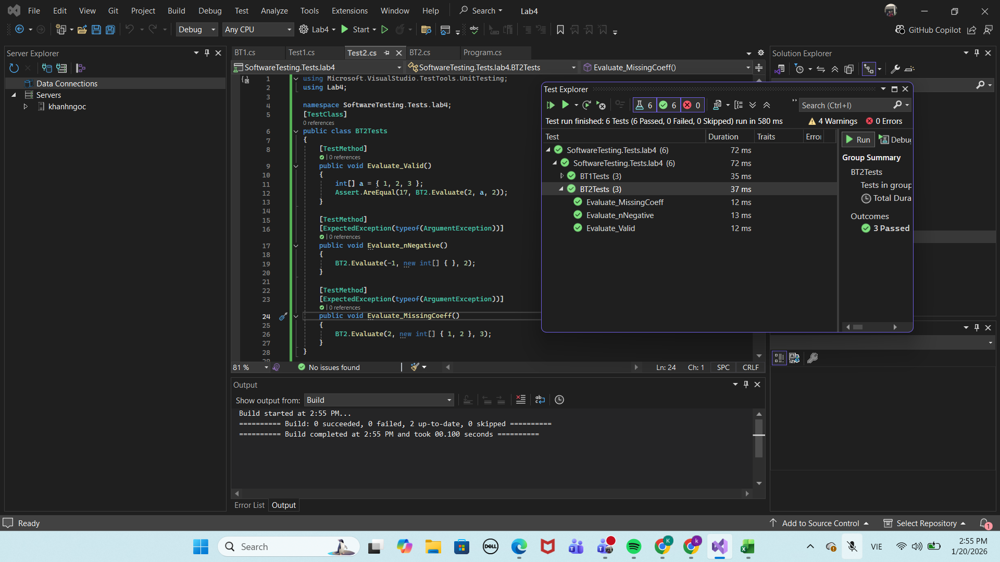 File Edit View Git Project Build Debug Test Analyze Tools Extensions Window Help Search Lab4
Debug Any CPU Lab4 Start GitHub Copilot
Server Explorer
Data Connections
Servers
khanhngoc
BT1.cs Test1.cs Test2.cs BT2.cs Program.cs
SoftwareTesting.Tests.lab4 SoftwareTesting.Tests.lab4.BT2Tests Evaluate_MissingCoeff()
1 using Microsoft.VisualStudio.TestTools.UnitTesting;
2 using Lab4;
3
4 namespace SoftwareTesting.Tests.lab4;
5 [TestClass]
0 references
6 public class BT2Tests
7 {
8 [TestMethod]
| 0 references
9 public void Evaluate_Valid()
10 {
11 int[] a = { 1, 2, 3 };
12 Assert.AreEqual(17, BT2.Evaluate(2, a, 2));
13 }
14
15 [TestMethod]
16 [ExpectedException(typeof(ArgumentException))]
| 0 references
17 public void Evaluate_nNegative()
18 {
19 BT2.Evaluate(-1, new int[] { }, 2);
20 }
21
22 [TestMethod]
23 [ExpectedException(typeof(ArgumentException))]
| 0 references
24 public void Evaluate_MissingCoeff()
25 {
26 BT2.Evaluate(2, new int[] { 1, 2 }, 3);
27 }
28 }
29
81 % No issues found Ln: 24 Ch: 1 SPC CRLF
Test Explorer
6 6 0 Search (Ctrl+I)
Test run finished: 6 Tests (6 Passed, 0 Failed, 0 Skipped) run in 580 ms 4 Warnings 0 Errors
Test Duration Traits Error
SoftwareTesting.Tests.lab4 (6) 72 ms
SoftwareTesting.Tests.lab4 (6) 72 ms
BT1Tests (3) 35 ms
BT2Tests (3) 37 ms
Evaluate_MissingCoeff 12 ms
Evaluate_nNegative 13 ms
Evaluate_Valid 12 ms
Run Debug
Group Summary
BT2Tests
Tests in group
Total Dura
Outcomes
3 Passed
Solution Explorer
Output
Show output from: Build
Build started at 2:55 PM...
========== Build: 0 succeeded, 0 failed, 2 up-to-date, 0 skipped ==========
========== Build completed at 2:55 PM and took 00.100 seconds ==========
Error List Output
Ready Add to Source Control Select Repository 1
Search DELL K k VIE 2:55 PM
1/20/2026